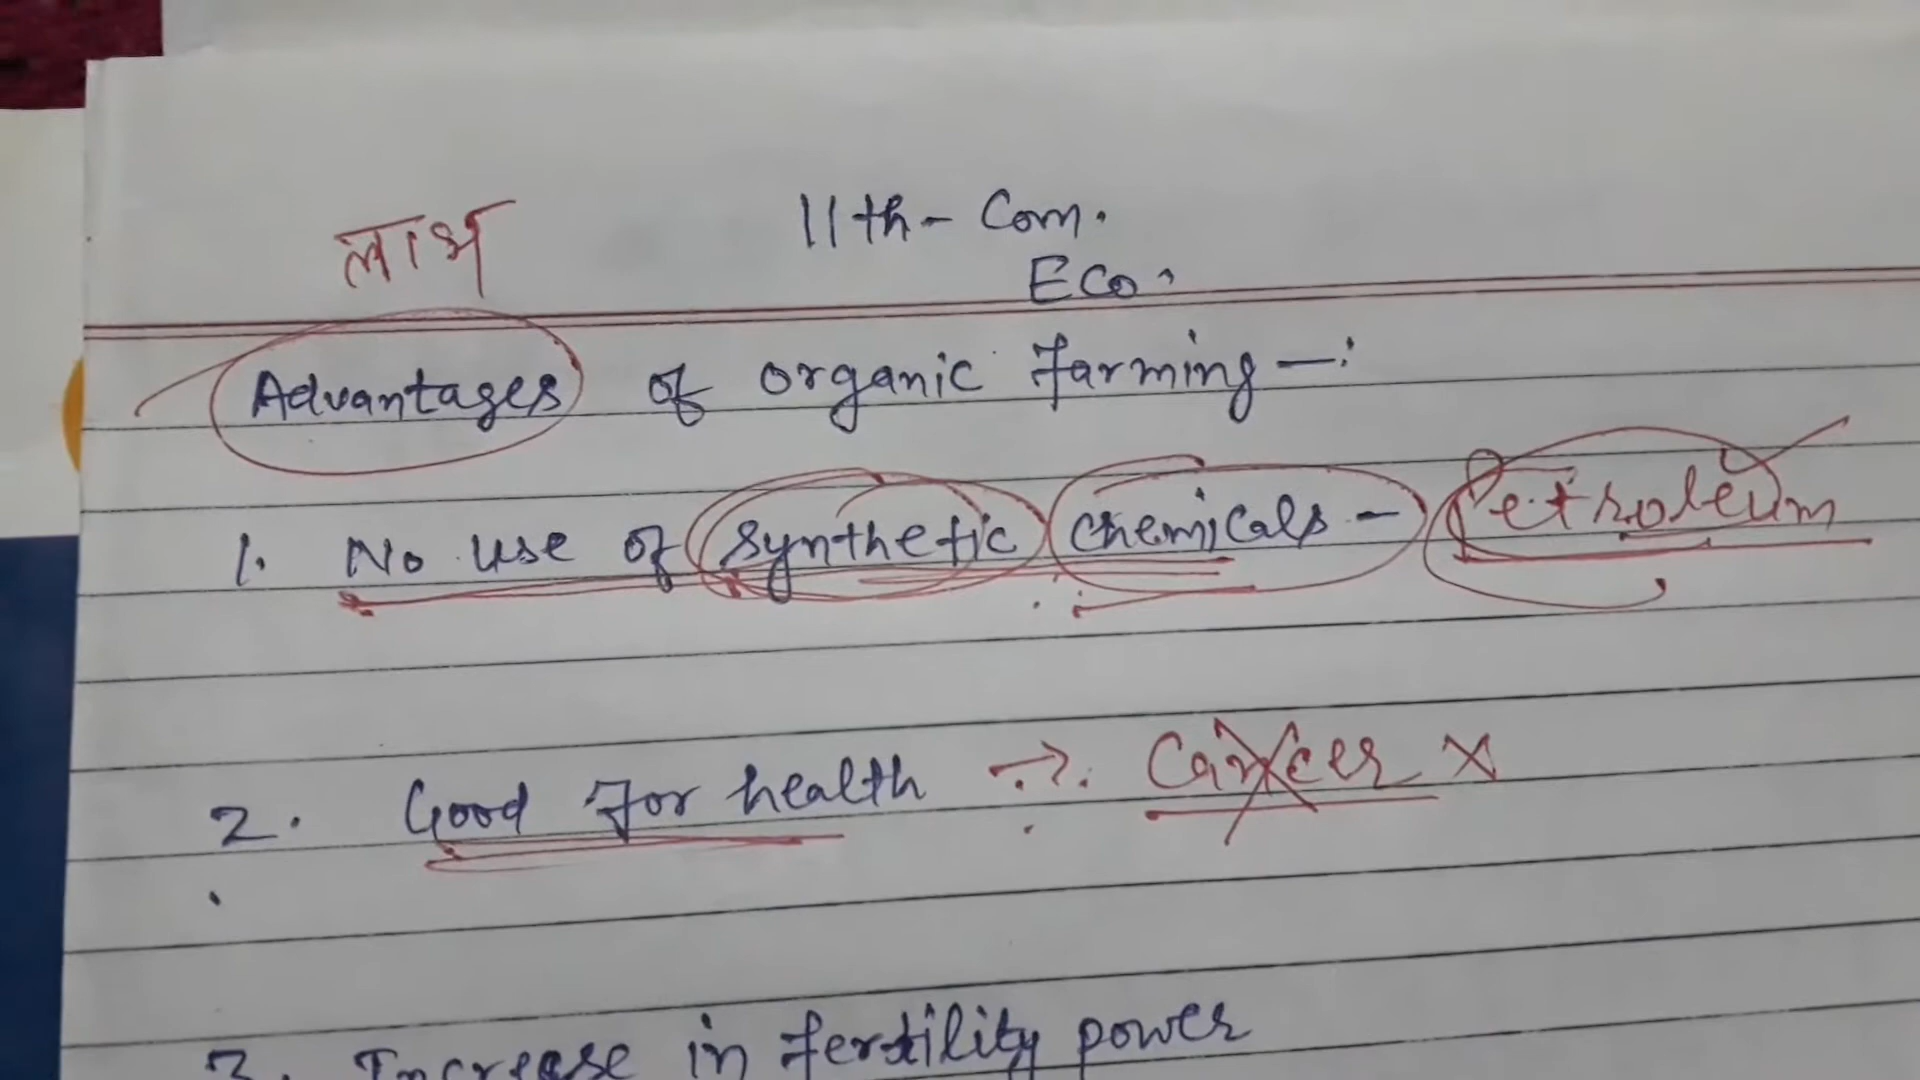 लाभ 11th - Com.
Eco.
Advantages of organic farming -:
1. No use of synthetic chemicals - Petroleum
2. Good for health → Cancer x
3. Increase in fertility power